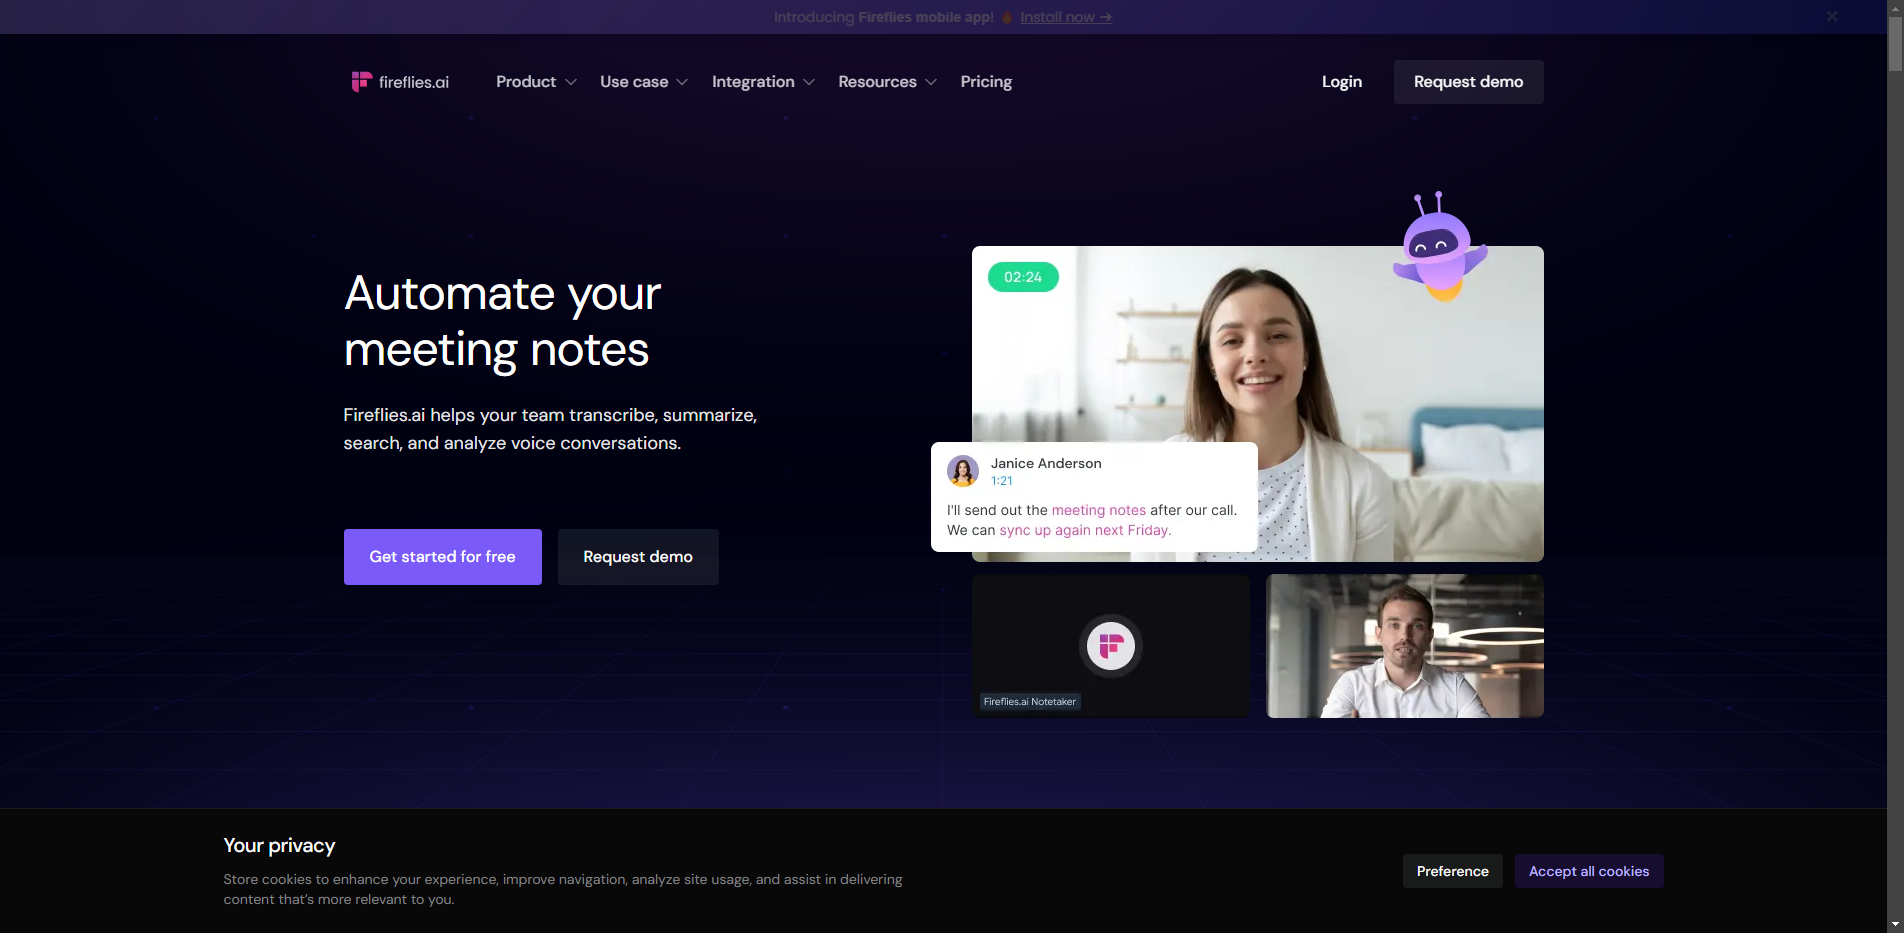 Introducing Fireflies mobile app! Install now ➔
fireflies.ai
Product
Use case
Integration
Resources
Pricing
Login
Request demo
Automate your
meeting notes
Fireflies.ai helps your team transcribe, summarize,
search, and analyze voice conversations.
Get started for free
Request demo
02:24
Janice Anderson
1:21
I'll send out the meeting notes after our call.
We can sync up again next Friday.
Fireflies.ai Notetaker
Your privacy
Store cookies to enhance your experience, improve navigation, analyze site usage, and assist in delivering
content that's more relevant to you.
Preference
Accept all cookies